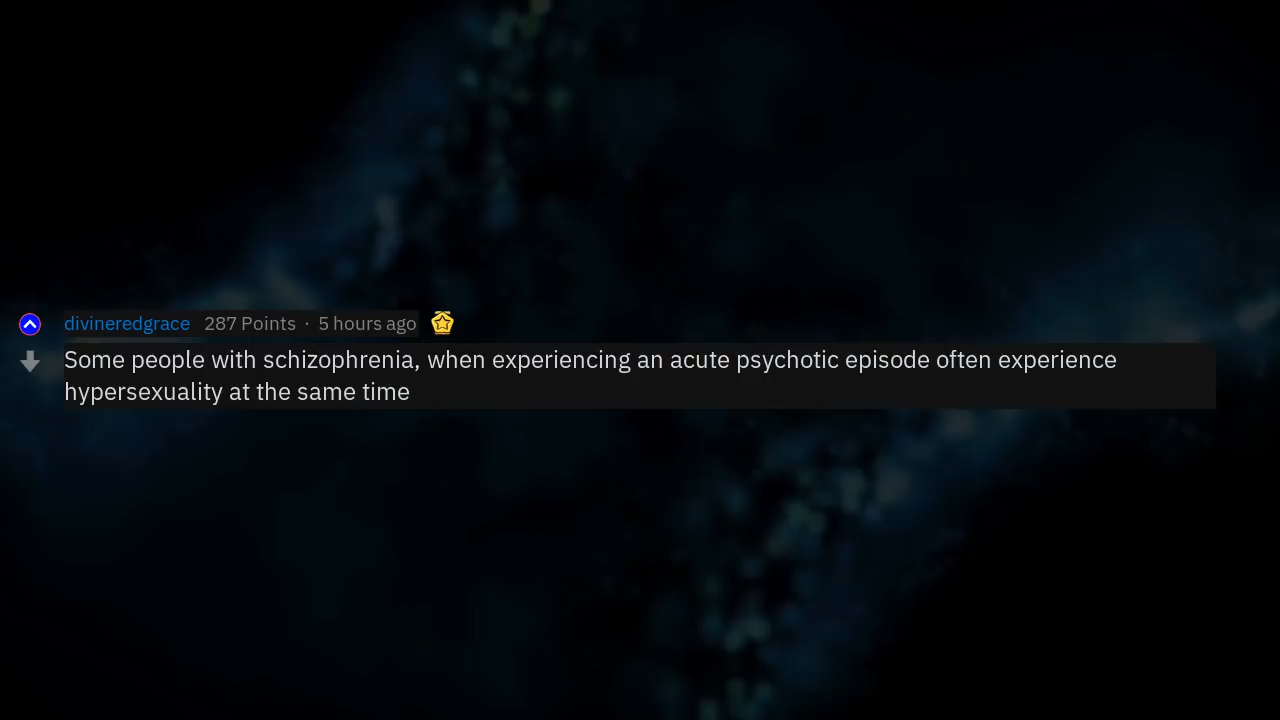 divineredgrace 287 Points · 5 hours ago
Some people with schizophrenia, when experiencing an acute psychotic episode often experience
hypersexuality at the same time